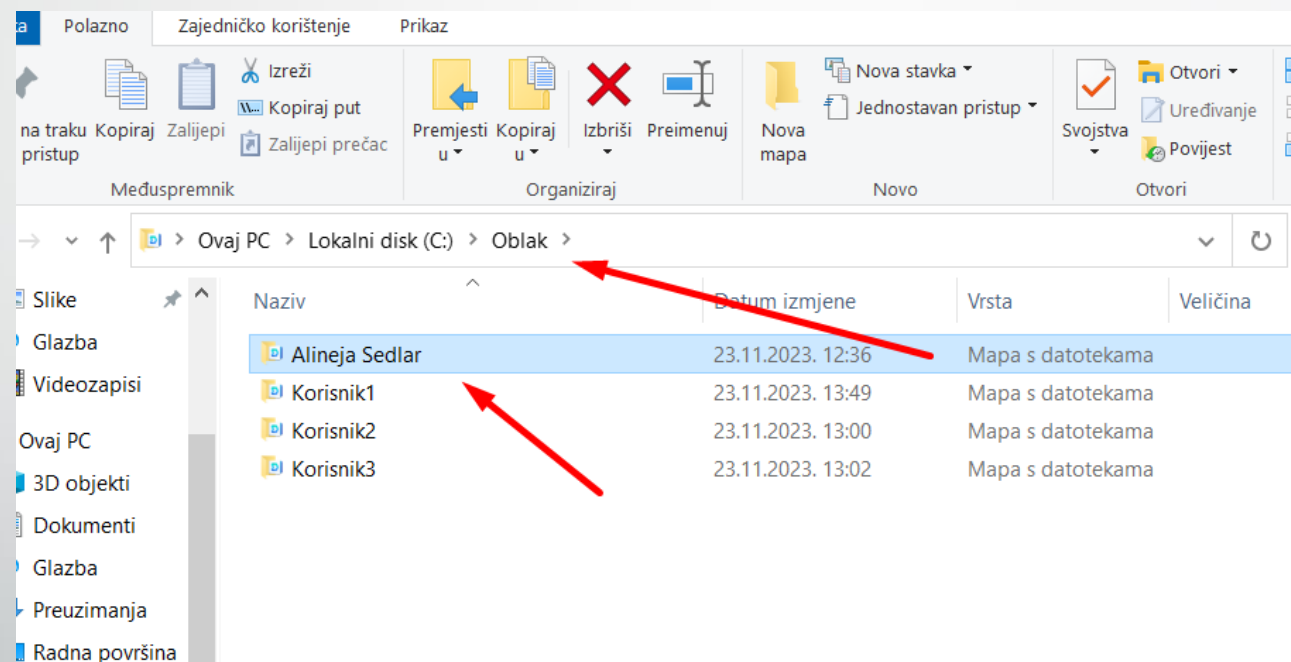 Polazno Zajedničko korištenje Prikaz
na traku
pristup
Kopiraj
Zalijepi
Izreži
Kopiraj put
Zalijepi prečac
Međuspremnik
Premjesti
u
Kopiraj
u
Izbriši
Preimenuj
Organiziraj
Nova
mapa
Nova stavka
Jednostavan pristup
Novo
Svojstva
Otvori
Uređivanje
Povijest
Otvori
Ovaj PC > Lokalni disk (C:) > Oblak >
Slike
Glazba
Videozapisi
Ovaj PC
3D objekti
Dokumenti
Glazba
Preuzimanja
Radna površina
Naziv Datum izmjene Vrsta Veličina
Alineja Sedlar 23.11.2023. 12:36 Mapa s datotekama
Korisnik1 23.11.2023. 13:49 Mapa s datotekama
Korisnik2 23.11.2023. 13:00 Mapa s datotekama
Korisnik3 23.11.2023. 13:02 Mapa s datotekama